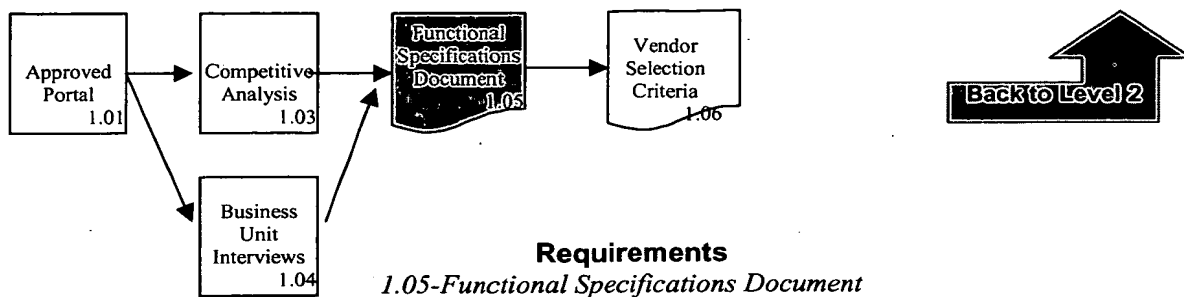 Approved
Portal
1.01
Competitive
Analysis
1.03
Functional
Specifications
Document
1.05
Vendor
Selection
Criteria
1.06
Back to Level 2
Business
Unit
Interviews
1.04
Requirements
1.05-Functional Specifications Document